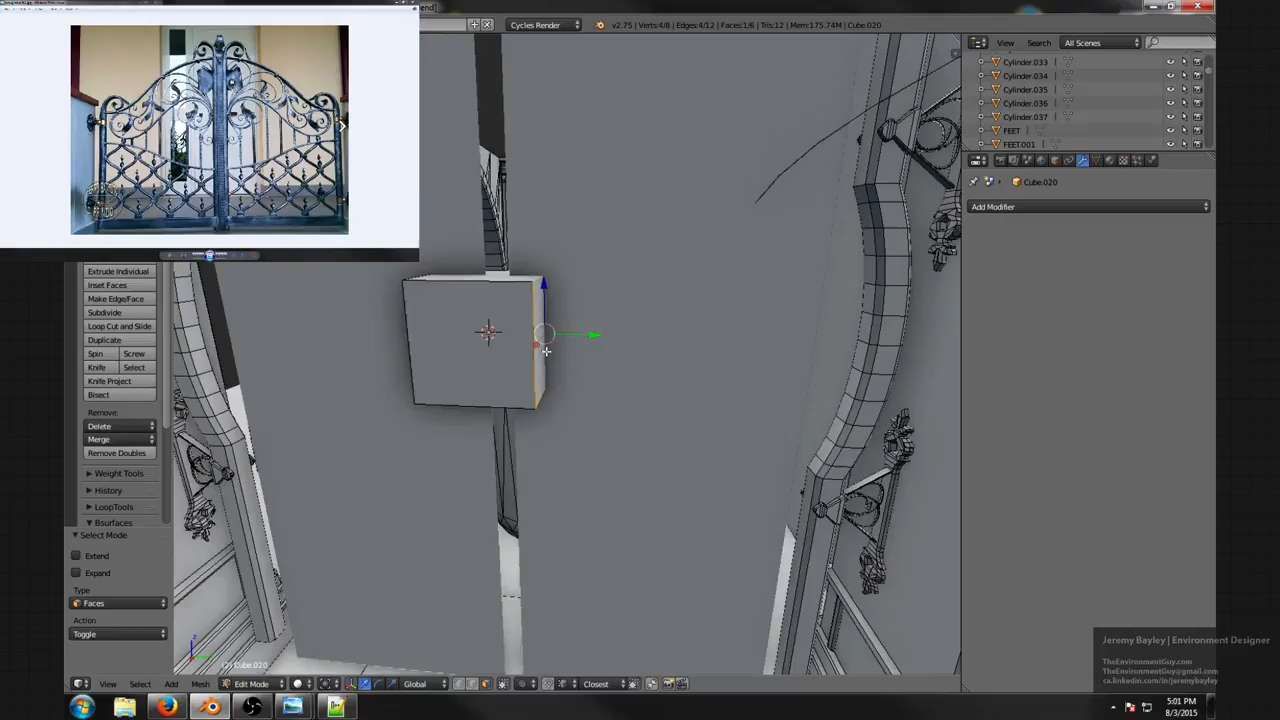 end]
Cycles Render
v2.75 | Verts:4/8 | Edges:4/12 | Faces:1/6 | Tris:12 | Mem:175.74M | Cube.020
View
Search
All Scenes
Cylinder.033
Cylinder.034
Cylinder.035
Cylinder.036
Cylinder.037
FEET
FEET.001
Cube.020
Add Modifier
Extrude Individual
Inset Faces
Make Edge/Face
Subdivide
Loop Cut and Slide
Duplicate
Spin
Screw
Knife
Select
Knife Project
Bisect
Remove:
Delete
Merge
Remove Doubles
Weight Tools
History
LoopTools
Bsurfaces
Select Mode
Extend
Expand
Type
Faces
Action
Toggle
z
(2) Cube.020
View
Select
Add
Mesh
Edit Mode
Global
Closest
Jeremy Bayley | Environment Designer
TheEnvironmentGuy.com
TheEnvironmentGuy@gmail.com
ca.linkedin.com/in/jeremybayley
5:01 PM
8/3/2015